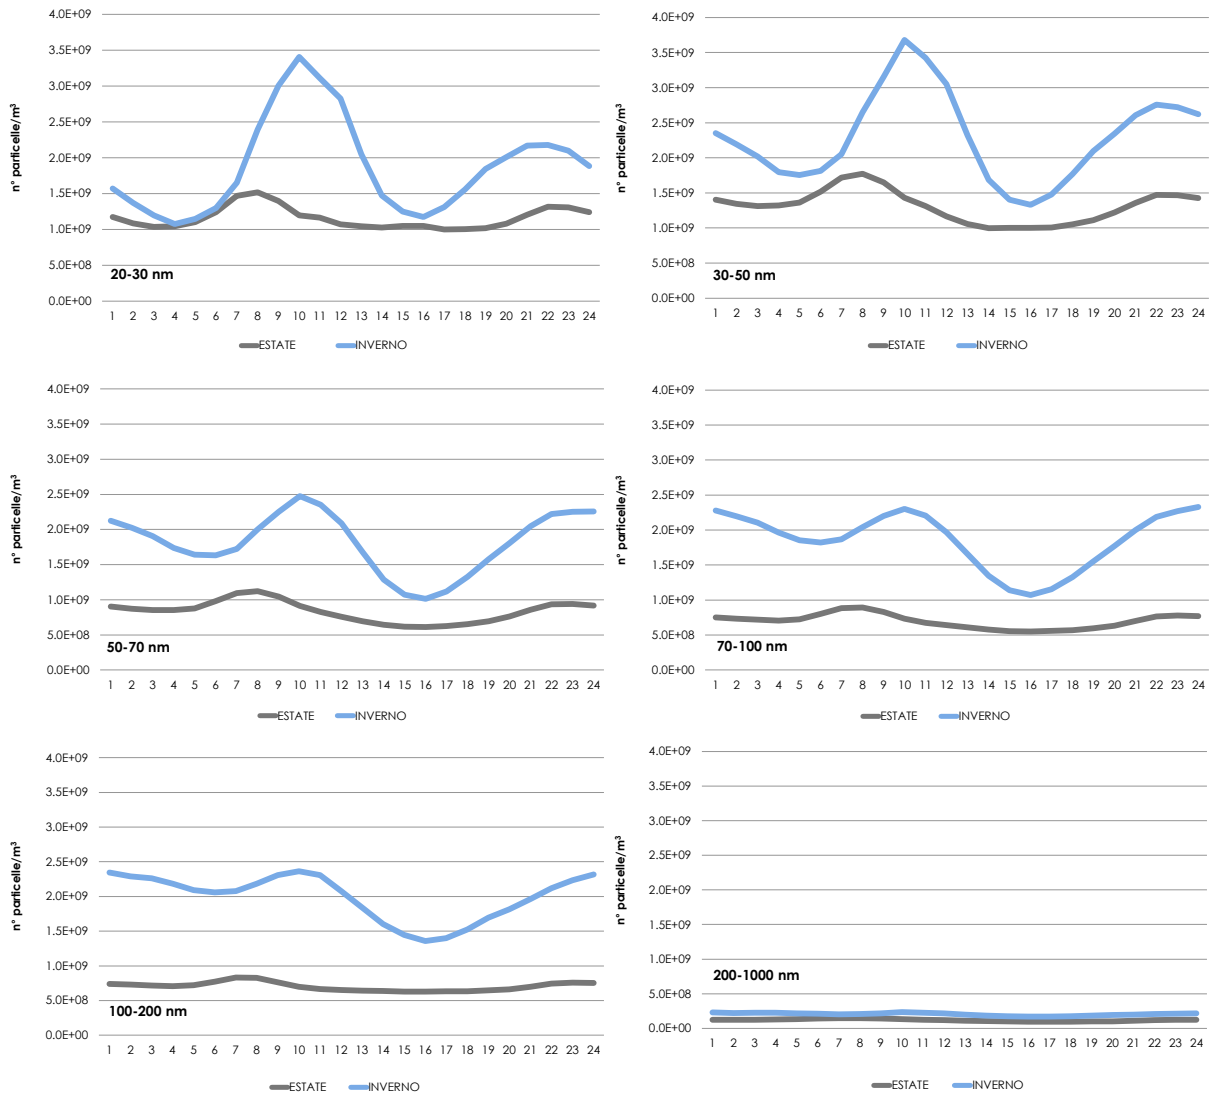 4.0E+09
3.5E+09
3.0E+09
2.5E+09
2.0E+09
1.5E+09
1.0E+09
5.0E+08
0.0E+00
n° particelle/m³
20-30 nm
1 2 3 4 5 6 7 8 9 10 11 12 13 14 15 16 17 18 19 20 21 22 23 24
ESTATE INVERNO
4.0E+09
3.5E+09
3.0E+09
2.5E+09
2.0E+09
1.5E+09
1.0E+09
5.0E+08
0.0E+00
n° particelle/m³
30-50 nm
1 2 3 4 5 6 7 8 9 10 11 12 13 14 15 16 17 18 19 20 21 22 23 24
ESTATE INVERNO
4.0E+09
3.5E+09
3.0E+09
2.5E+09
2.0E+09
1.5E+09
1.0E+09
5.0E+08
0.0E+00
n° particelle/m³
50-70 nm
1 2 3 4 5 6 7 8 9 10 11 12 13 14 15 16 17 18 19 20 21 22 23 24
ESTATE INVERNO
4.0E+09
3.5E+09
3.0E+09
2.5E+09
2.0E+09
1.5E+09
1.0E+09
5.0E+08
0.0E+00
n° particelle/m³
70-100 nm
1 2 3 4 5 6 7 8 9 10 11 12 13 14 15 16 17 18 19 20 21 22 23 24
ESTATE INVERNO
4.0E+09
3.5E+09
3.0E+09
2.5E+09
2.0E+09
1.5E+09
1.0E+09
5.0E+08
0.0E+00
n° particelle/m³
100-200 nm
1 2 3 4 5 6 7 8 9 10 11 12 13 14 15 16 17 18 19 20 21 22 23 24
ESTATE INVERNO
4.0E+09
3.5E+09
3.0E+09
2.5E+09
2.0E+09
1.5E+09
1.0E+09
5.0E+08
0.0E+00
n° particelle/m³
200-1000 nm
1 2 3 4 5 6 7 8 9 10 11 12 13 14 15 16 17 18 19 20 21 22 23 24
ESTATE INVERNO